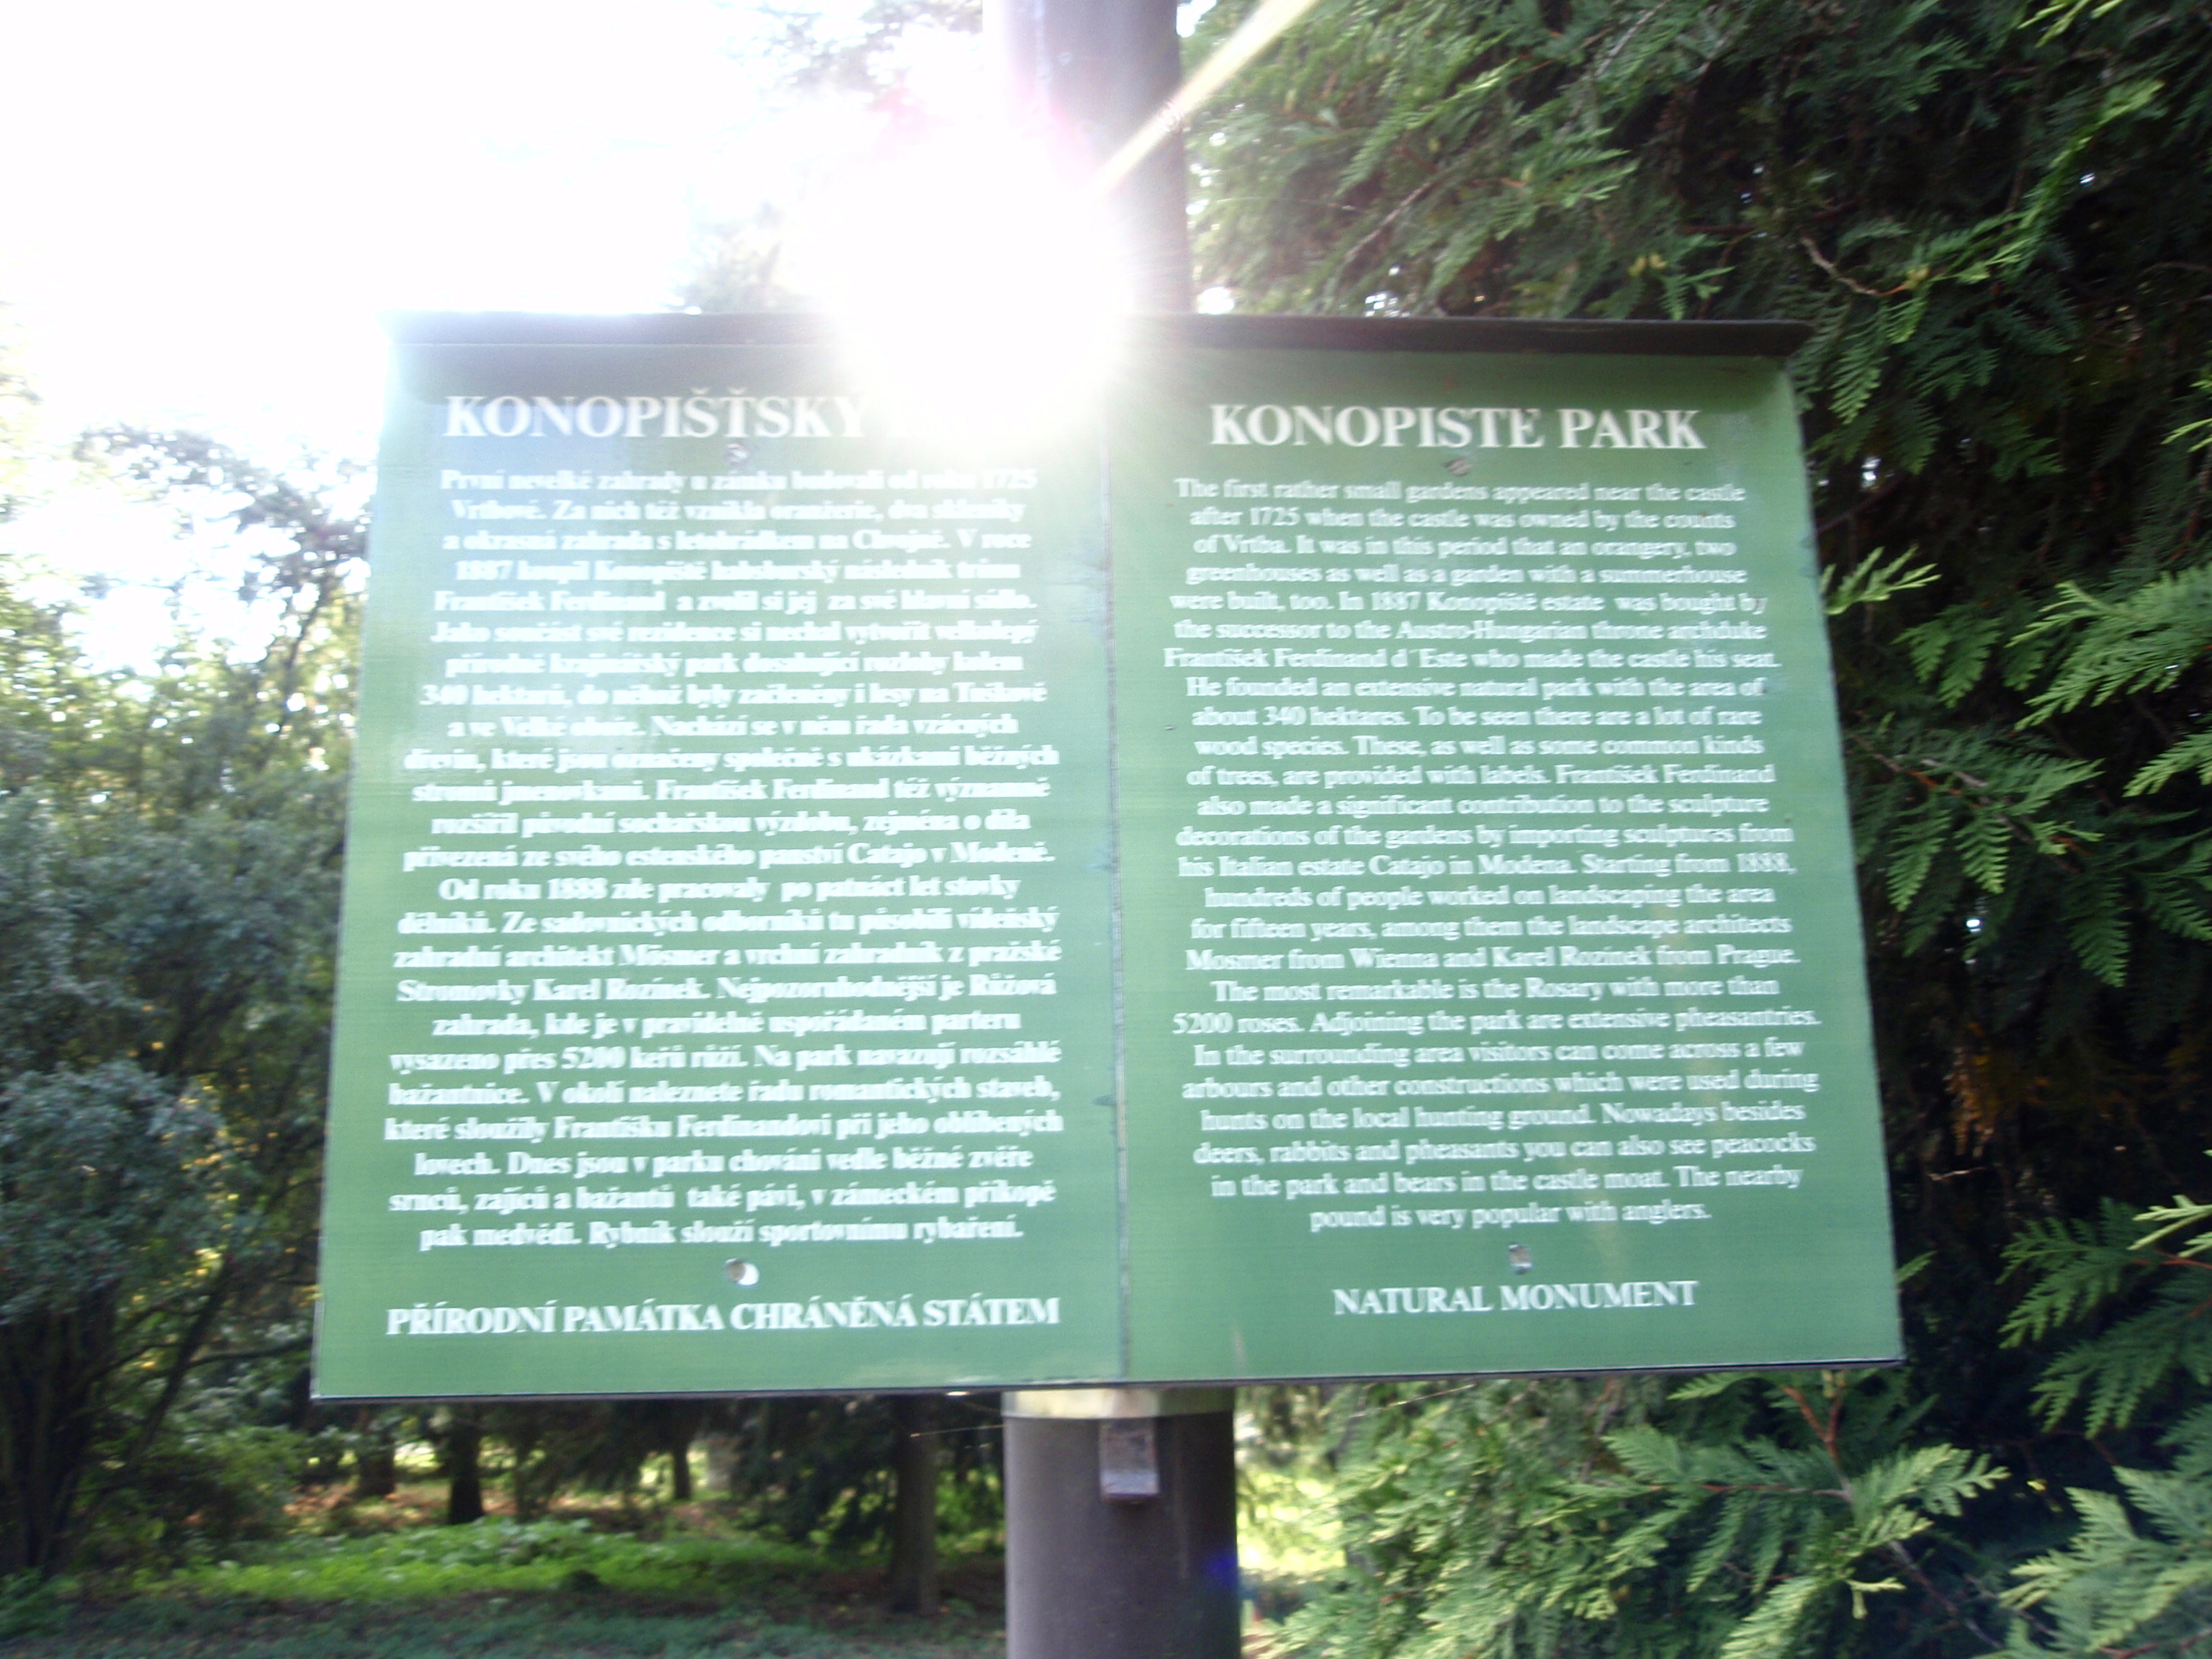 KONOPIŠŤSKÝ
První nevelké zahrady u zámku budovali od roku 1725
Vrtbové. Za nich též vznikla oranžerie, dva skleníky
a okrasná zahrada s letohrádkem na Chvojně. V roce
1887 koupil Konopiště habsburský následník trůnu
František Ferdinand a zvolil si jej za své hlavní sídlo.
Jako součást své rezidence si nechal vytvořit velkolepý
přírodně krajinářský park dosahující rozlohy kolem
340 hektarů, do něhož byly začleněny i lesy na Tuškově
a ve Velké oboře. Nachází se v něm řada vzácných
dřevin, které jsou označeny společně s ukázkami běžných
stromů jmenovkami. František Ferdinand též významně
rozšířil původní sochařskou výzdobu, zejména o díla
přivezená ze svého estenského panství Catajo v Modeně.
Od roku 1888 zde pracovaly po patnáct let stovky
dělníků. Ze sadovnických odborníků tu působili vídeňský
zahradní architekt Mösmer a vrchní zahradník z pražské
Stromovky Karel Rozínek. Nejpozoruhodnější je Růžová
zahrada, kde je v pravidelně uspořádaném parteru
vysazeno přes 5200 keřů růží. Na park navazují rozsáhlé
bažantnice. V okolí naleznete řadu romantických staveb,
které sloužily Františku Ferdinandovi při jeho oblíbených
lovech. Dnes jsou v parku chováni vedle běžné zvěře
srnců, zajíců a bažantů také pávi, v zámeckém příkopě
pak medvědi. Rybník slouží sportovnímu rybaření.
PŘÍRODNÍ PAMÁTKA CHRÁNĚNÁ STÁTEM
KONOPISTE PARK
The first rather small gardens appeared near the castle
after 1725 when the castle was owned by the counts
of Vrtba. It was in this period that an orangery, two
greenhouses as well as a garden with a summerhouse
were built, too. In 1887 Konopiště estate was bought by
the successor to the Austro-Hungarian throne archduke
František Ferdinand d´Este who made the castle his seat.
He founded an extensive natural park with the area of
about 340 hektares. To be seen there are a lot of rare
wood species. These, as well as some common kinds
of trees, are provided with labels. František Ferdinand
also made a significant contribution to the sculpture
decorations of the gardens by importing sculptures from
his Italian estate Catajo in Modena. Starting from 1888,
hundreds of people worked on landscaping the area
for fifteen years, among them the landscape architects
Mosmer from Wienna and Karel Rozínek from Prague.
The most remarkable is the Rosary with more than
5200 roses. Adjoining the park are extensive pheasantries.
In the surrounding area visitors can come across a few
arbours and other constructions which were used during
hunts on the local hunting ground. Nowadays besides
deers, rabbits and pheasants you can also see peacocks
in the park and bears in the castle moat. The nearby
pound is very popular with anglers.
NATURAL MONUMENT